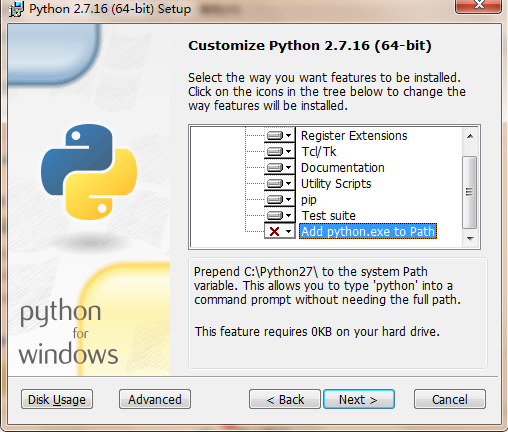 Python 2.7.16 (64-bit) Setup
Customize Python 2.7.16 (64-bit)
Select the way you want features to be installed.
Click on the icons in the tree below to change the
way features will be installed.
Register Extensions
Tcl/Tk
Documentation
Utility Scripts
pip
Test suite
Add python.exe to Path
Prepend C:\Python27\ to the system Path
variable. This allows you to type 'python' into a
command prompt without needing the full path.
This feature requires 0KB on your hard drive.
python
for
windows
Disk Usage
Advanced
< Back
Next >
Cancel